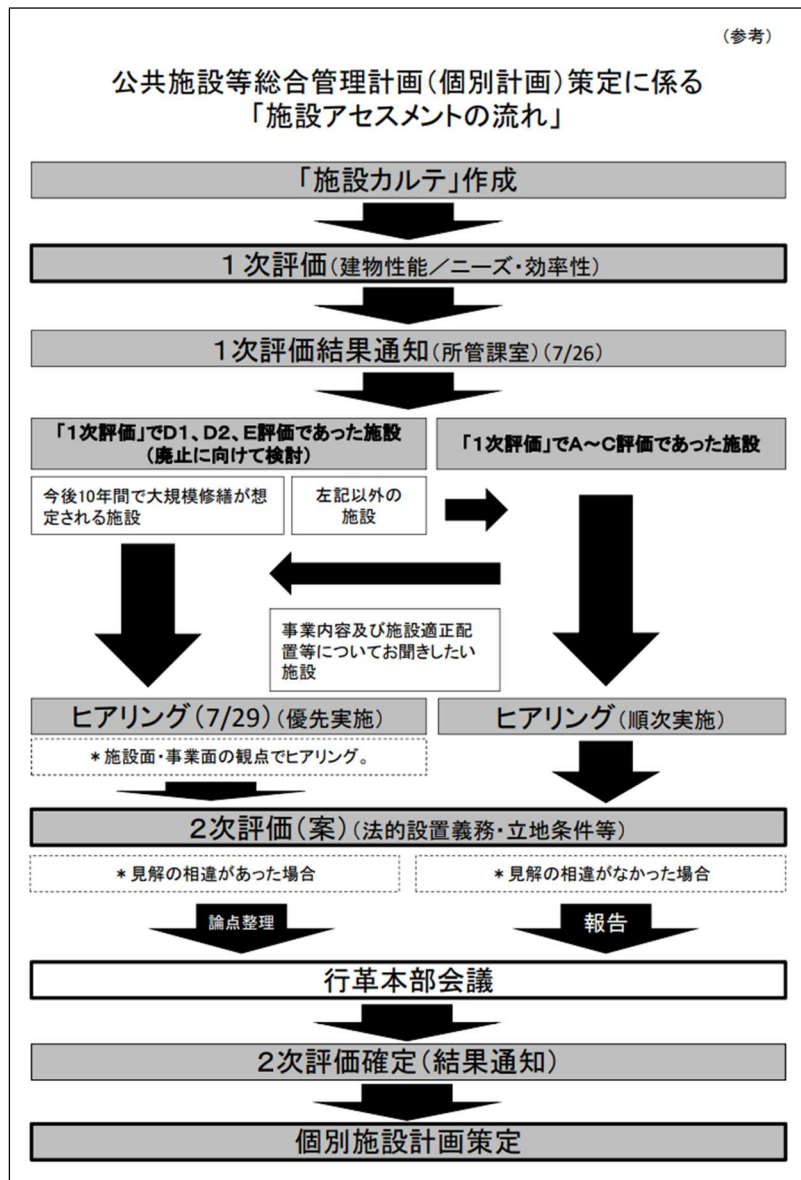 (参考)
公共施設等総合管理計画(個別計画)策定に係る
「施設アセスメントの流れ」
「施設カルテ」作成
1次評価(建物性能/ニーズ・効率性)
1次評価結果通知(所管課室)(7/26)
「1次評価」でD1、D2、E評価であった施設
(廃止に向けて検討)
「1次評価」でA~C評価であった施設
今後10年間で大規模修繕が想
定される施設
左記以外の
施設
事業内容及び施設適正配
置等についてお聞きしたい
施設
ヒアリング(7/29)(優先実施)
ヒアリング(順次実施)
*施設面・事業面の観点でヒアリング。
2次評価(案)(法的設置義務・立地条件等)
*見解の相違があった場合
*見解の相違がなかった場合
論点整理
報告
行革本部会議
2次評価確定(結果通知)
個別施設計画策定